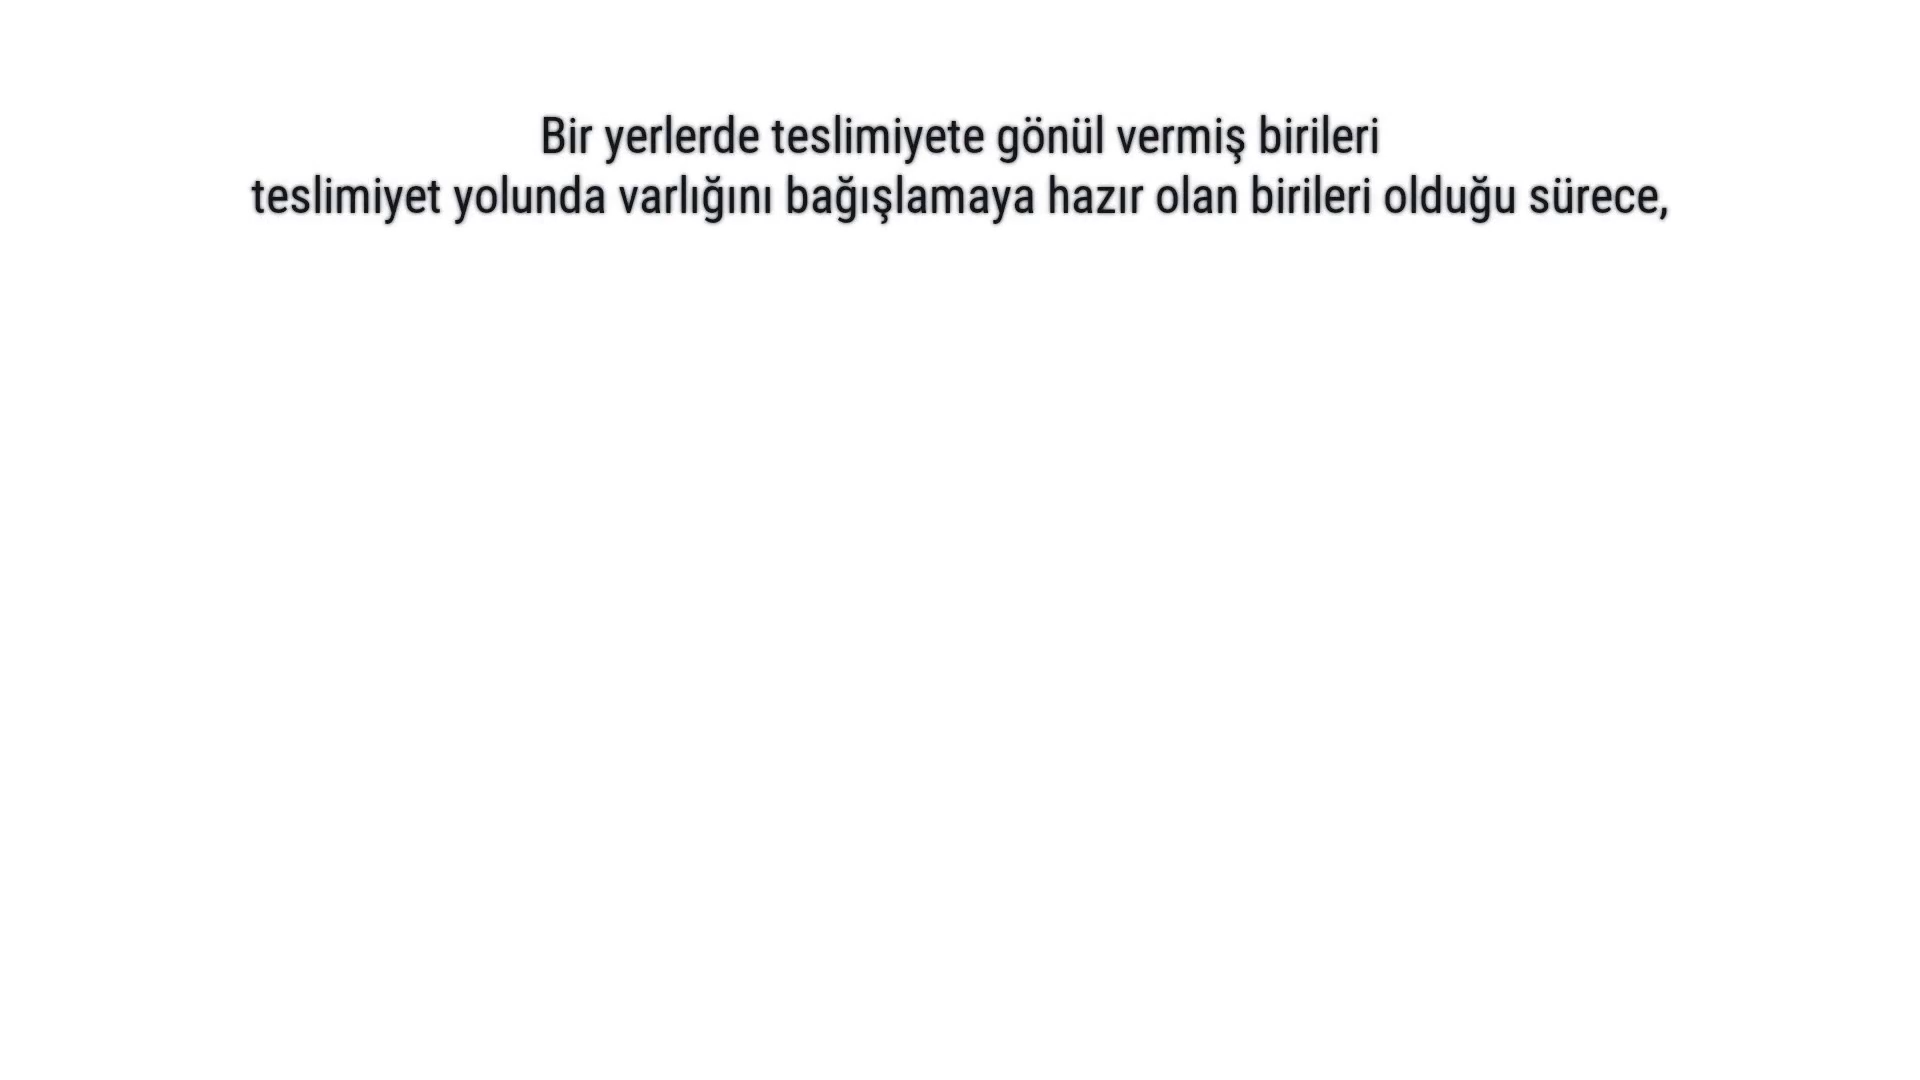 Bir yerlerde teslimiyete gönül vermiş birileri
teslimiyet yolunda varlığını bağışlamaya hazır olan birileri olduğu sürece,